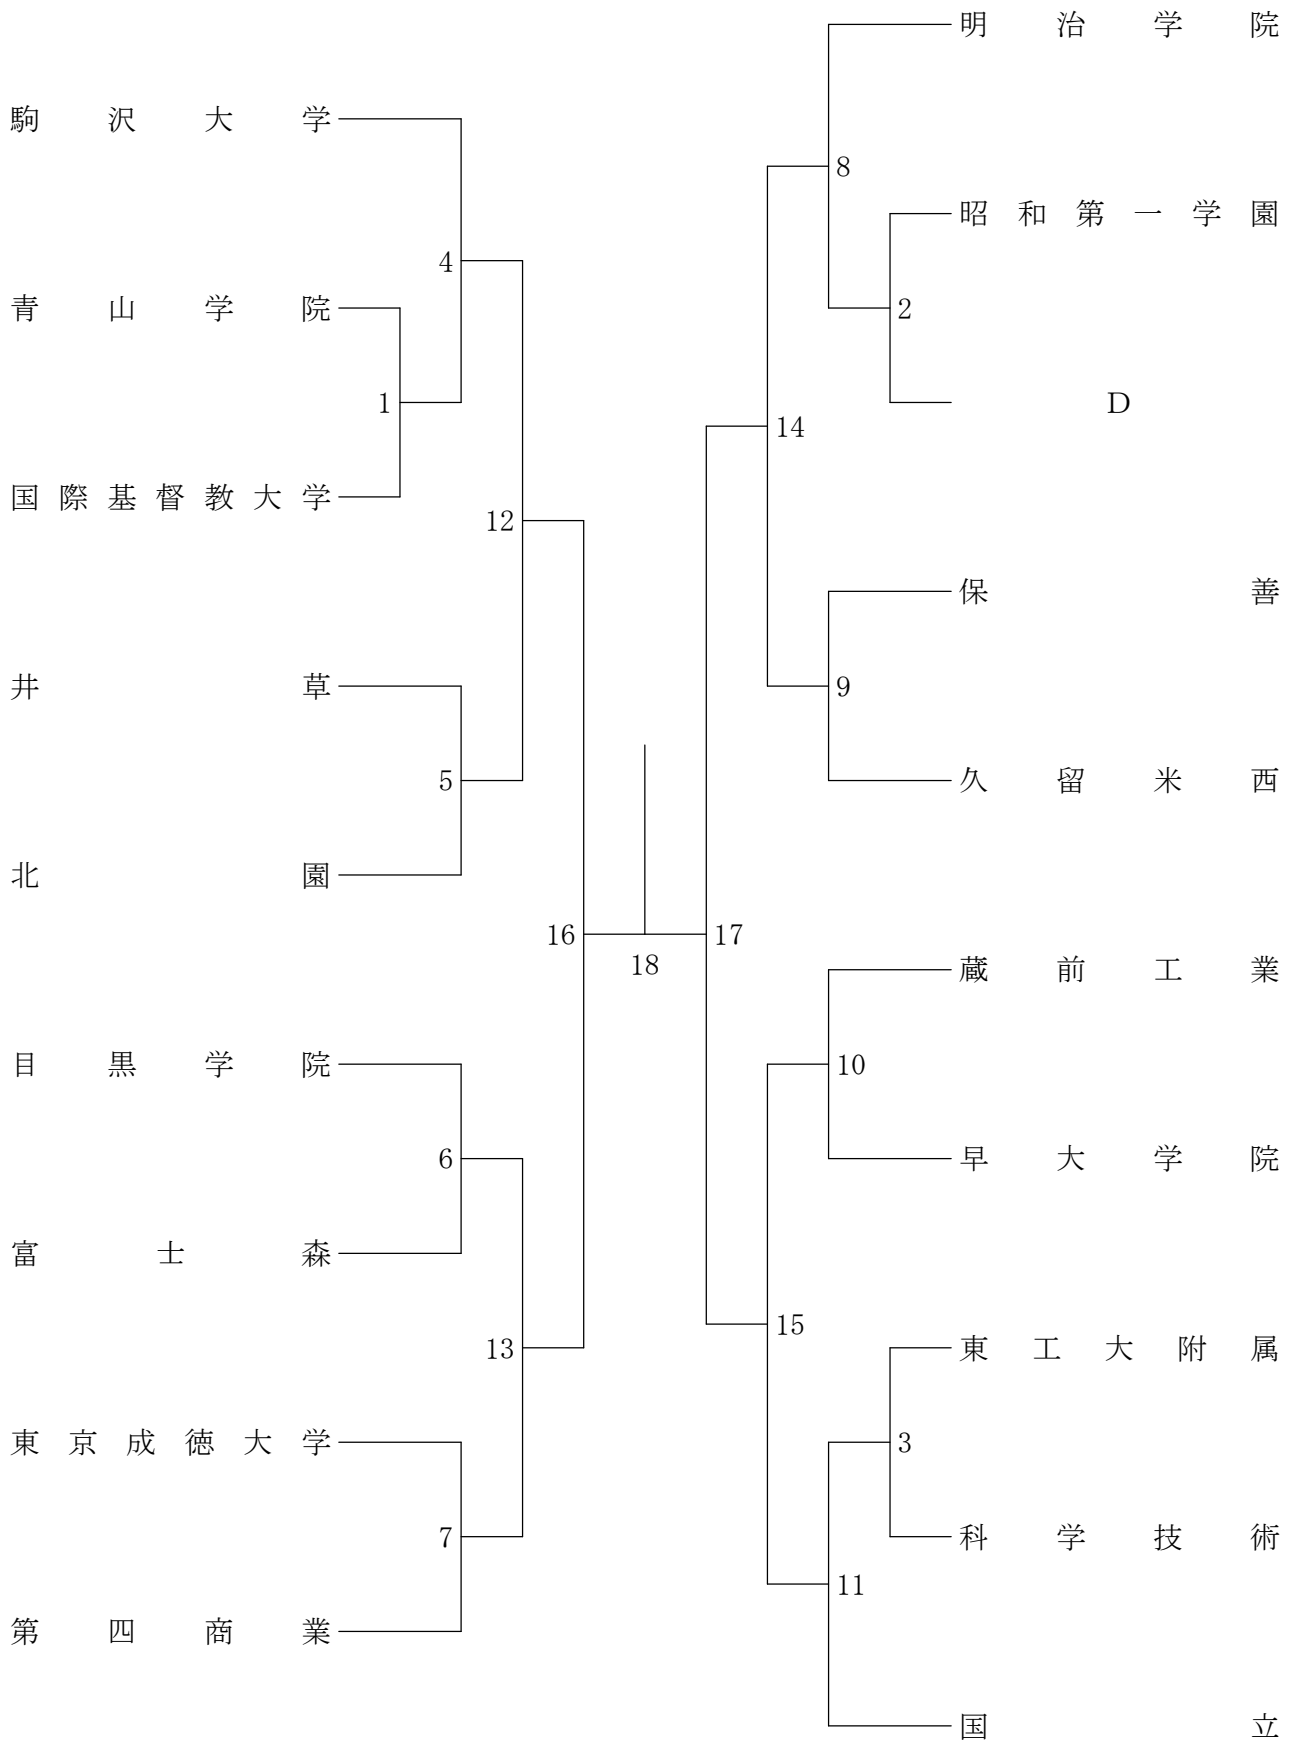 駒沢大学
4
青山学院
1
国際基督教大学
12
井草
5
北園
16
18
目黒学院
6
富士森
13
東京成徳大学
7
第四商業
明治学院
8
昭和第一学園
2
D
14
保善
9
久留米西
17
蔵前工業
10
早大学院
15
東工大附属
3
科学技術
11
国立